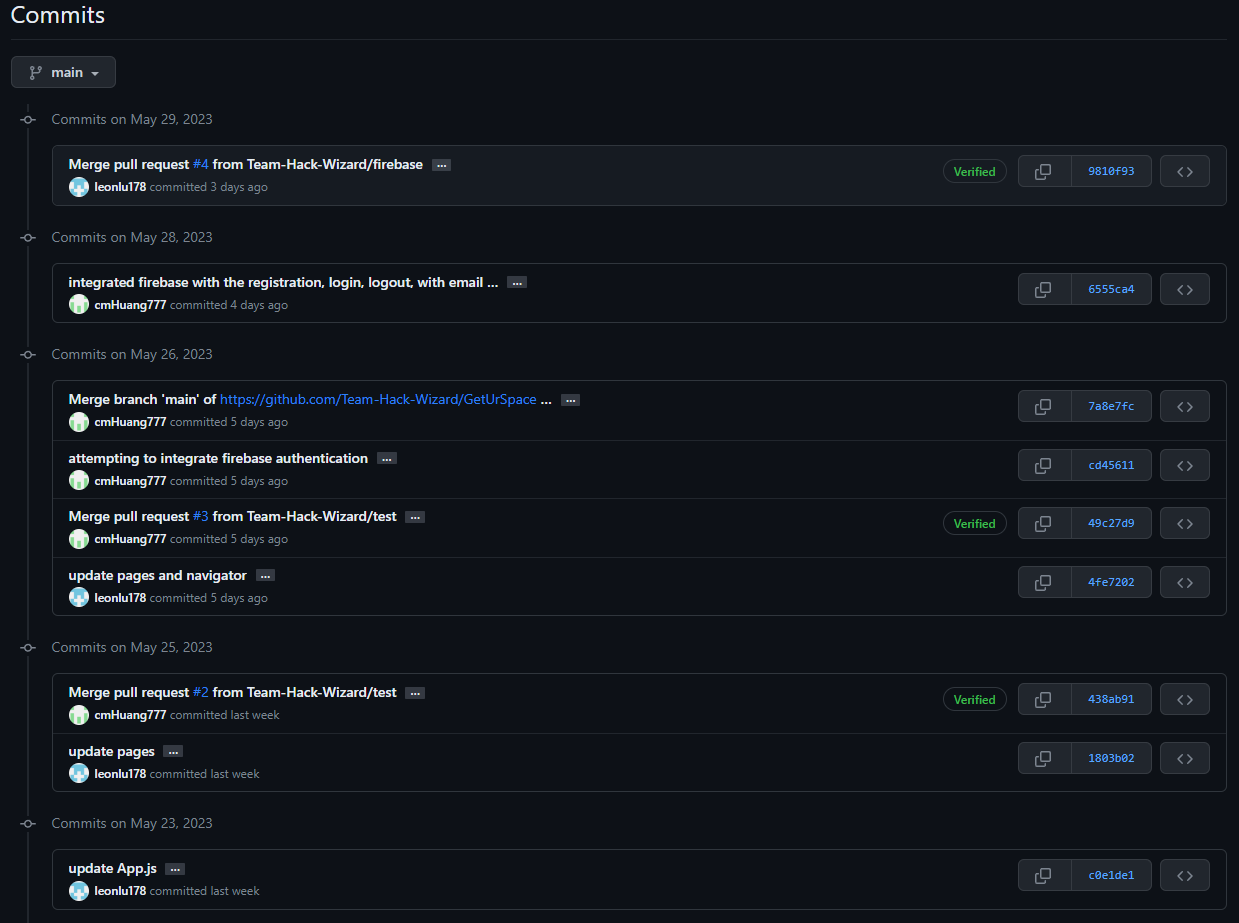 Commits
main
Commits on May 29, 2023
Merge pull request #4 from Team-Hack-Wizard/firebase ...
Verified
9810f93
leonlu178 committed 3 days ago
Commits on May 28, 2023
integrated firebase with the registration, login, logout, with email ... ...
6555ca4
cmHuang777 committed 4 days ago
Commits on May 26, 2023
Merge branch 'main' of https://github.com/Team-Hack-Wizard/GetUrSpace ... ...
7a8e7fc
cmHuang777 committed 5 days ago
attempting to integrate firebase authentication ...
cd45611
cmHuang777 committed 5 days ago
Merge pull request #3 from Team-Hack-Wizard/test ...
Verified
49c27d9
cmHuang777 committed 5 days ago
update pages and navigator ...
4fe7202
leonlu178 committed 5 days ago
Commits on May 25, 2023
Merge pull request #2 from Team-Hack-Wizard/test ...
Verified
438ab91
cmHuang777 committed last week
update pages ...
1803b02
leonlu178 committed last week
Commits on May 23, 2023
update App.js ...
c0e1de1
leonlu178 committed last week